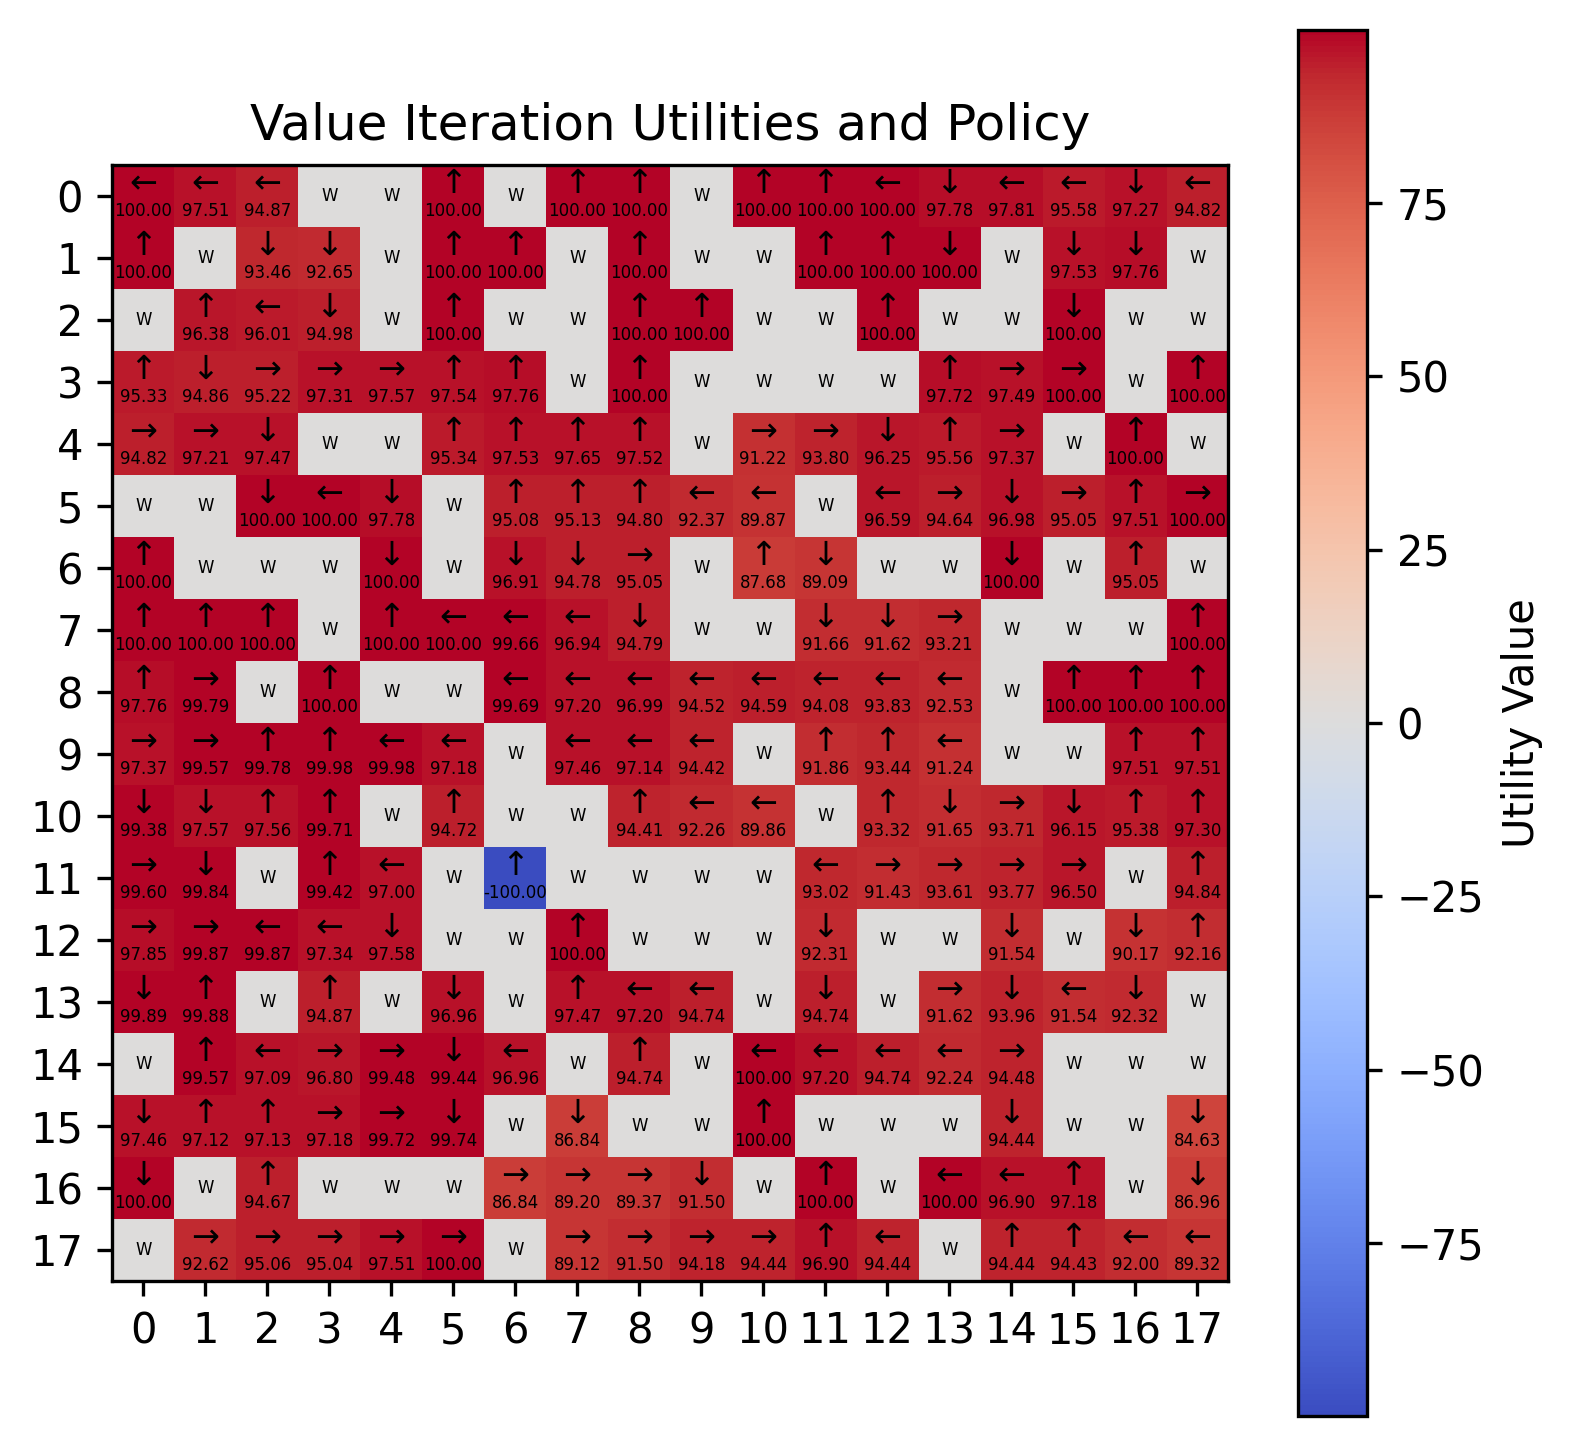 Value Iteration Utilities and Policy
0 ← ← ← W W ↑ W ↑ ↑ W ↑ ↑ ← ↓ ← ← ↓ ←
100.00 97.51 94.87 100.00 100.00 100.00 100.00 100.00 100.00 97.78 97.81 95.58 97.27 94.82
1 ↑ W ↓ ↓ W ↑ ↑ W ↑ W W ↑ ↑ ↓ W ↓ ↓ W
100.00 93.46 92.65 100.00 100.00 100.00 100.00 100.00 100.00 97.53 97.76
2 W ↑ ← ↓ W ↑ W W ↑ ↑ W W ↑ W W ↓ W W
96.38 96.01 94.98 100.00 100.00 100.00 100.00 100.00
3 ↑ ↓ → → → ↑ ↑ W ↑ W W W W ↑ → → W ↑
95.33 94.86 95.22 97.31 97.57 97.54 97.76 100.00 97.72 97.49 100.00 100.00
4 → → ↓ W W ↑ ↑ ↑ ↑ W → → ↓ ↑ → W ↑ W
94.82 97.21 97.47 95.34 97.53 97.65 97.52 91.22 93.80 96.25 95.56 97.37 100.00
5 W W ↓ ← ↓ W ↑ ↑ ↑ ← ← W ← → ↓ → ↑ →
100.00 100.00 97.78 95.08 95.13 94.80 92.37 89.87 96.59 94.64 96.98 95.05 97.51 100.00
6 ↑ W W W ↓ W ↓ ↓ → W ↑ ↓ W W ↓ W ↑ W
100.00 100.00 96.91 94.78 95.05 87.68 89.09 100.00 95.05
7 ↑ ↑ ↑ W ↑ ← ← ← ↓ W W ↓ ↓ → W W W ↑
100.00 100.00 100.00 100.00 100.00 99.66 96.94 94.79 91.66 91.62 93.21 100.00
8 ↑ → W ↑ W W ← ← ← ← ← ← ← ← W ↑ ↑ ↑
97.76 99.79 100.00 99.69 97.20 96.99 94.52 94.59 94.08 93.83 92.53 100.00 100.00 100.00
9 → → ↑ ↑ ← ← W ← ← ← W ↑ ↑ ← W W ↑ ↑
97.37 99.57 99.78 99.98 99.98 97.18 97.46 97.14 94.42 91.86 93.44 91.24 97.51 97.51
10 ↓ ↓ ↑ ↑ W ↑ W W ↑ ← ← W ↑ ↓ → ↓ ↑ ↑
99.38 97.57 97.56 99.71 94.72 94.41 92.26 89.86 93.32 91.65 93.71 96.15 95.38 97.30
11 → ↓ W ↑ ← W ↑ W W W W ← → → → → W ↑
99.60 99.84 99.42 97.00 -100.00 93.02 91.43 93.61 93.77 96.50 94.84
12 → → ← ← ↓ W W ↑ W W W ↓ W W ↓ W ↓ ↑
97.85 99.87 99.87 97.34 97.58 100.00 92.31 91.54 90.17 92.16
13 ↓ ↑ W ↑ W ↓ W ↑ ← ← W ↓ W → ↓ ← ↓ W
99.89 99.88 94.87 96.96 97.47 97.20 94.74 94.74 91.62 93.96 91.54 92.32
14 W ↑ ← → → ↓ ← W ↑ W ← ← ← ← → W W W
99.57 97.09 96.80 99.48 99.44 96.96 94.74 100.00 97.20 94.74 92.24 94.48
15 ↓ ↑ ↑ → → ↓ W ↓ W W ↑ W W W ↓ W W ↓
97.46 97.12 97.13 97.18 99.72 99.74 86.84 100.00 94.44 84.63
16 ↓ W ↑ W W W → → → ↓ W ↑ W ← ← ↑ W ↓
100.00 94.67 86.84 89.20 89.37 91.50 100.00 100.00 96.90 97.18 86.96
17 W → → → → → W → → → → ↑ ← W ↑ ↑ ← ←
92.62 95.06 95.04 97.51 100.00 89.12 91.50 94.18 94.44 96.90 94.44 94.44 94.43 92.00 89.32
0 1 2 3 4 5 6 7 8 9 10 11 12 13 14 15 16 17
75
50
25
0
−25
−50
−75
Utility Value